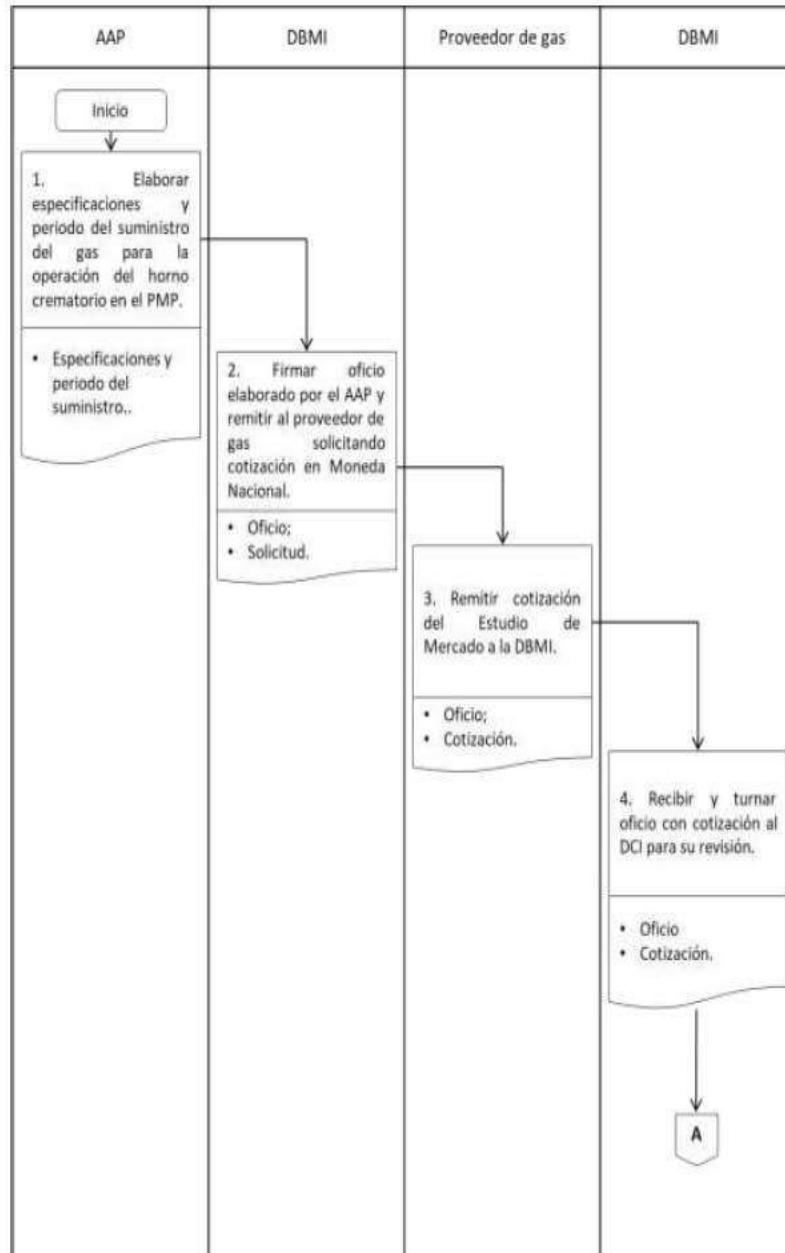 AAP
DBMI
Proveedor de gas
DBMI
Inicio
1. Elaborar
especificaciones y
periodo del suministro
del gas para la
operación del horno
crematorio en el PMP.
• Especificaciones y
periodo del
suministro..
2. Firmar oficio
elaborado por el AAP y
remitir al proveedor de
gas solicitando
cotización en Moneda
Nacional.
• Oficio;
• Solicitud.
3. Remitir cotización
del Estudio de
Mercado a la DBMI.
• Oficio;
• Cotización.
4. Recibir y turnar
oficio con cotización al
DCI para su revisión.
• Oficio
• Cotización.
A